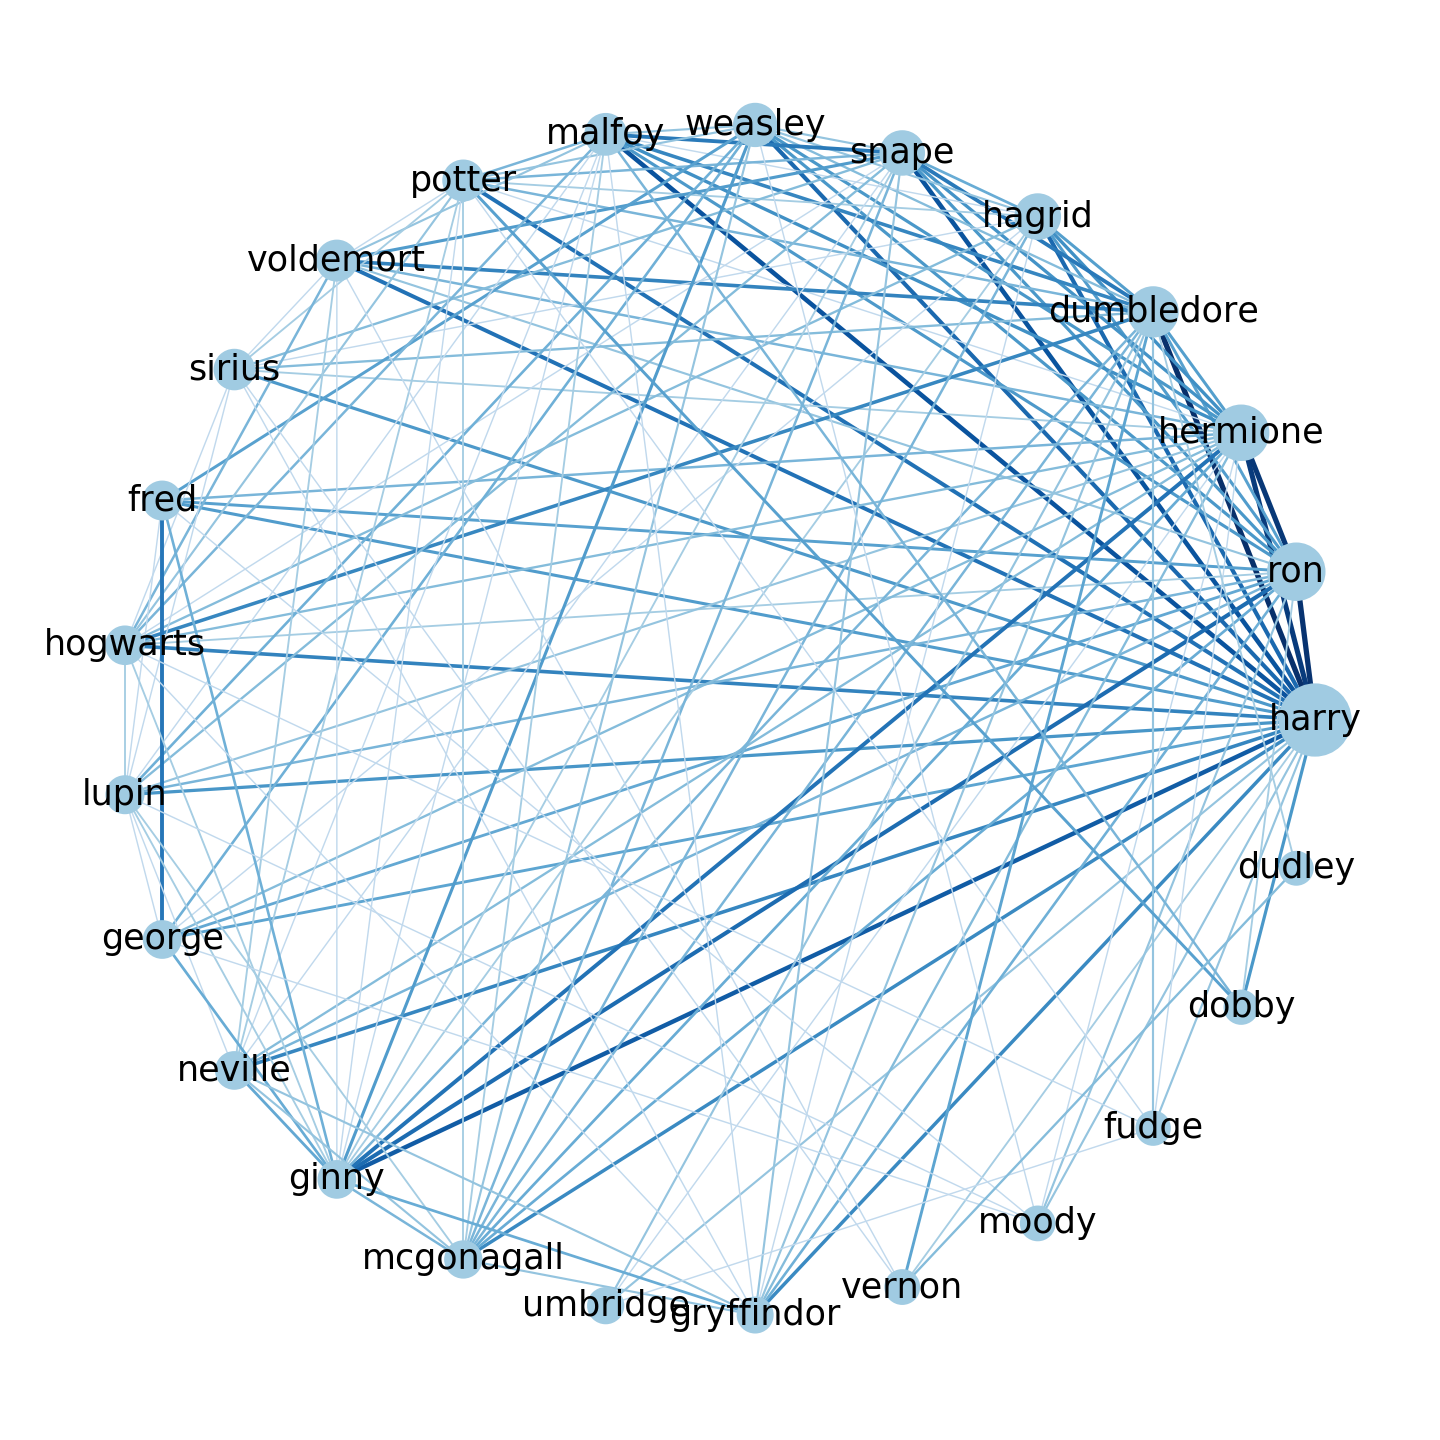 weasley
malfoy
snape
potter
hagrid
voldemort
dumbledore
sirius
hermione
fred
ron
hogwarts
harry
lupin
dudley
george
dobby
neville
fudge
ginny
moody
mcgonagall
vernon
umbridge
gryffindor